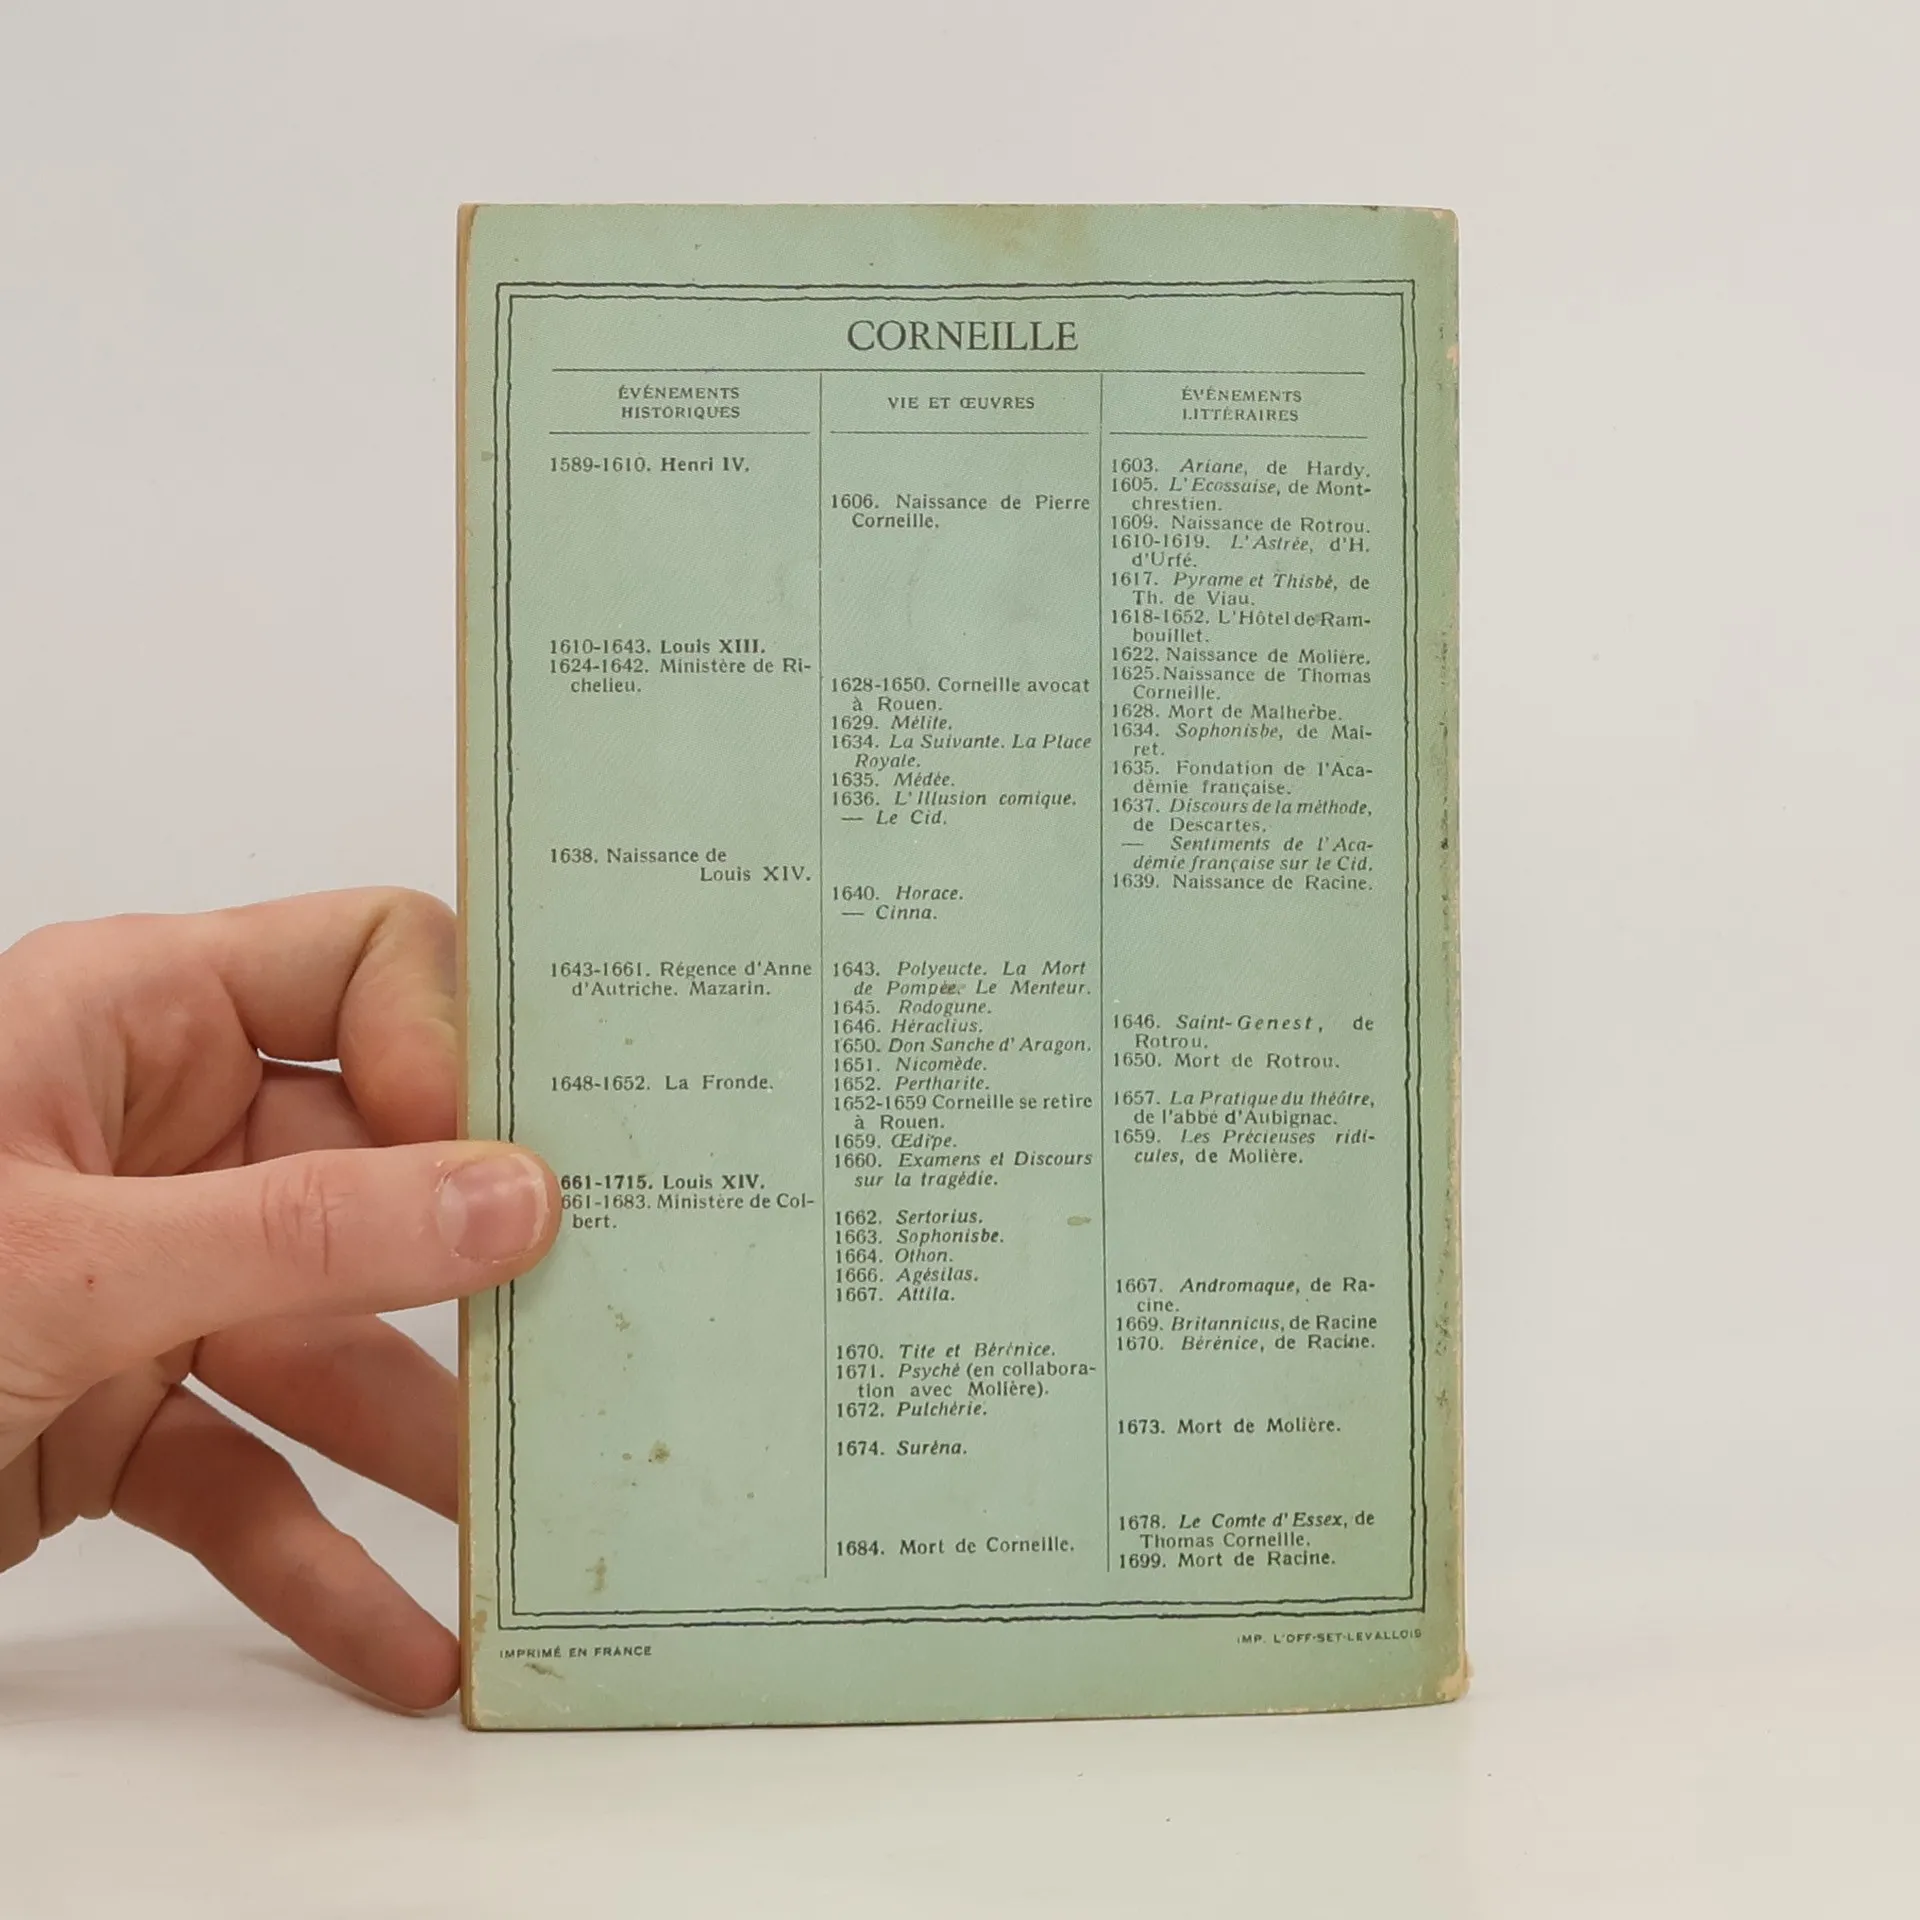 CORNEILLE
ÉVÉNEMENTS
HISTORIQUES
1589-1610. Henri IV.
1610-1643. Louis XIII.
1624-1642. Ministère de Ri-
chelieu.
1638. Naissance de
Louis XIV.
1643-1661. Régence d'Anne
d'Autriche. Mazarin.
1648-1652. La Fronde.
661-1715. Louis XIV.
661-1683. Ministère de Col-
bert.
VIE ET ŒUVRES
1606. Naissance de Pierre
Corneille.
1628-1650. Corneille avocat
à Rouen.
1629. Mélite.
1634. La Suivante. La Place
Royale.
1635. Médée.
1636. L'Illusion comique.
— Le Cid.
1640. Horace.
— Cinna.
1643. Polyeucte. La Mort
de Pompée. Le Menteur.
1645. Rodogune.
1646. Héraclius.
1650. Don Sanche d'Aragon.
1651. Nicomède.
1652. Pertharite.
1652-1659 Corneille se retire
à Rouen.
1659. Œdipe.
1660. Examens et Discours
sur la tragédie.
1662. Sertorius.
1663. Sophonisbe.
1664. Othon.
1666. Agésilas.
1667. Attila.
1670. Tite et Bérénice.
1671. Psyché (en collabora-
tion avec Molière).
1672. Pulchérie.
1674. Suréna.
1684. Mort de Corneille.
ÉVÉNEMENTS
LITTÉRAIRES
1603. Ariane, de Hardy.
1605. L'Ecossaise, de Mont-
chrestien.
1609. Naissance de Rotrou.
1610-1619. L'Astrée, d'H.
d'Urfé.
1617. Pyrame et Thisbé, de
Th. de Viau.
1618-1652. L'Hôtel de Ram-
bouillet.
1622. Naissance de Molière.
1625. Naissance de Thomas
Corneille.
1628. Mort de Malherbe.
1634. Sophonisbe, de Mai-
ret.
1635. Fondation de l'Aca-
démie française.
1637. Discours de la méthode,
de Descartes.
— Sentiments de l'Aca-
démie française sur le Cid.
1639. Naissance de Racine.
1646. Saint-Genest, de
Rotrou.
1650. Mort de Rotrou.
1657. La Pratique du théâtre,
de l'abbé d'Aubignac.
1659. Les Précieuses ridi-
cules, de Molière.
1667. Andromaque, de Ra-
cine.
1669. Britannicus, de Racine
1670. Bérénice, de Racine.
1673. Mort de Molière.
1678. Le Comte d'Essex, de
Thomas Corneille.
1699. Mort de Racine.
IMPRIMÉ EN FRANCE
IMP. L'OFF-SET-LEVALLOIS